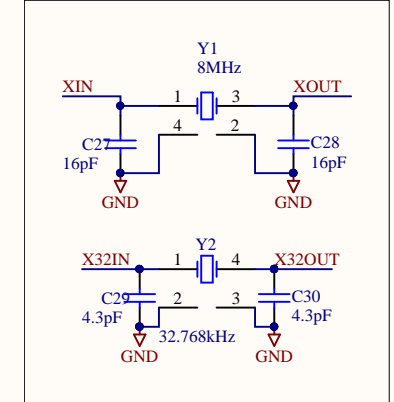 Y1
8MHz
XIN
XOUT
1
3
4
2
C27
16pF
C28
16pF
GND
GND
Y2
X32IN
1
4
X32OUT
C29
4.3pF
2
3
C30
4.3pF
32.768kHz
GND
GND